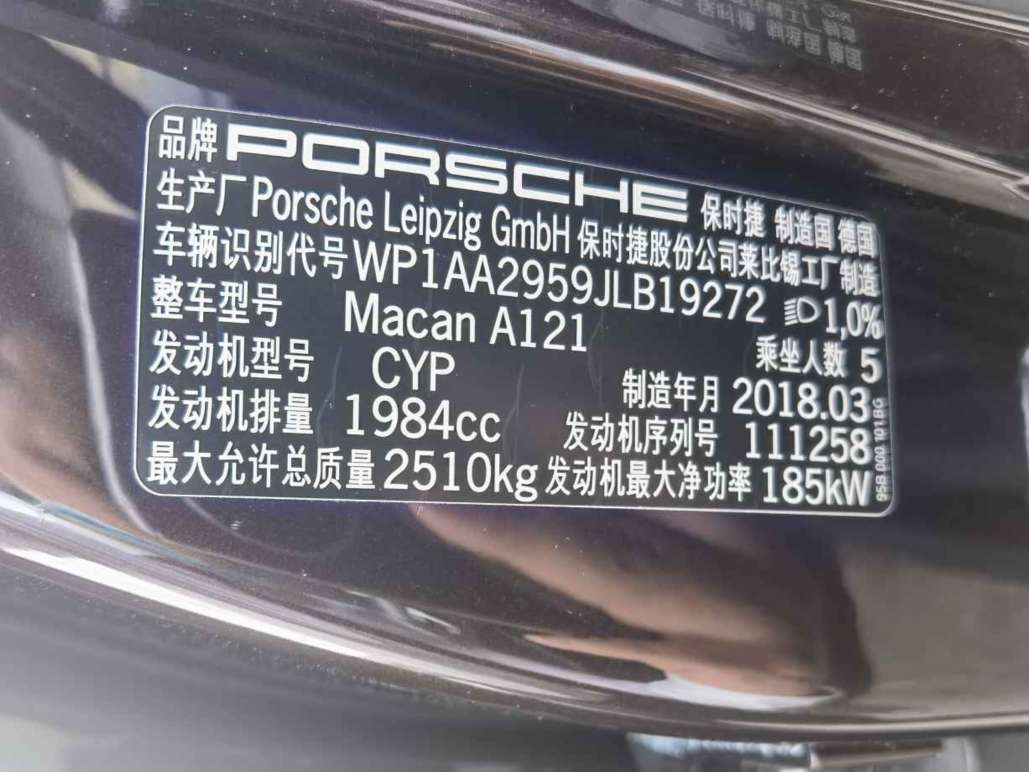 品牌 PORSCHE 保时捷 制造国 德国
生产厂 Porsche Leipzig GmbH 保时捷股份公司莱比锡工厂制造
车辆识别代号 WP1AA2959JLB19272 1,0%
整车型号 Macan A121 乘坐人数 5
发动机型号 CYP 制造年月 2018.03
发动机排量 1984cc 发动机序列号 111258
最大允许总质量 2510kg 发动机最大净功率 185kW
95B 000 101 BG